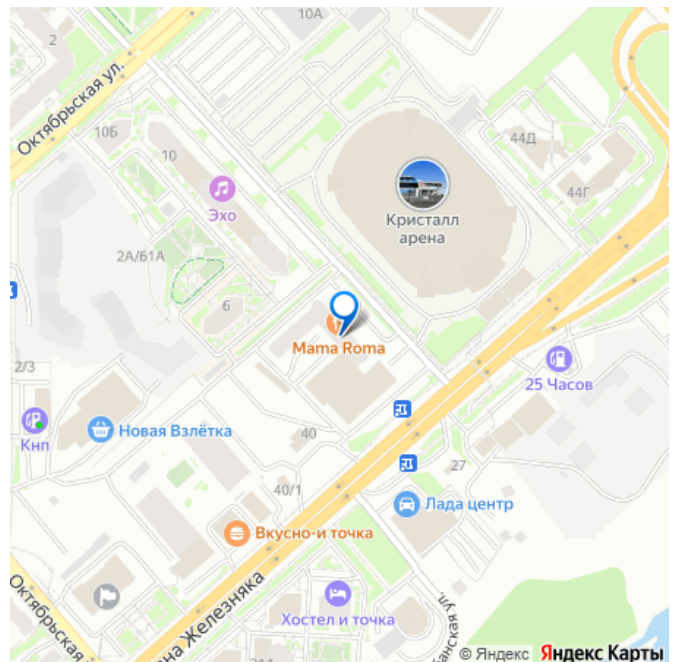 10А
2
Октябрьская ул.
10Б
10
44Д
44Г
Эхо
Кристалл
арена
2А/61А
6
Mama Roma
2/3
25 Часов
Кнп
Новая Взлётка
40
27
40/1
Лада центр
Вкусно-и точка
Октябрьская
на Железняка
Хостел и точка
21А
банская ул.
© Яндекс Яндекс Карты